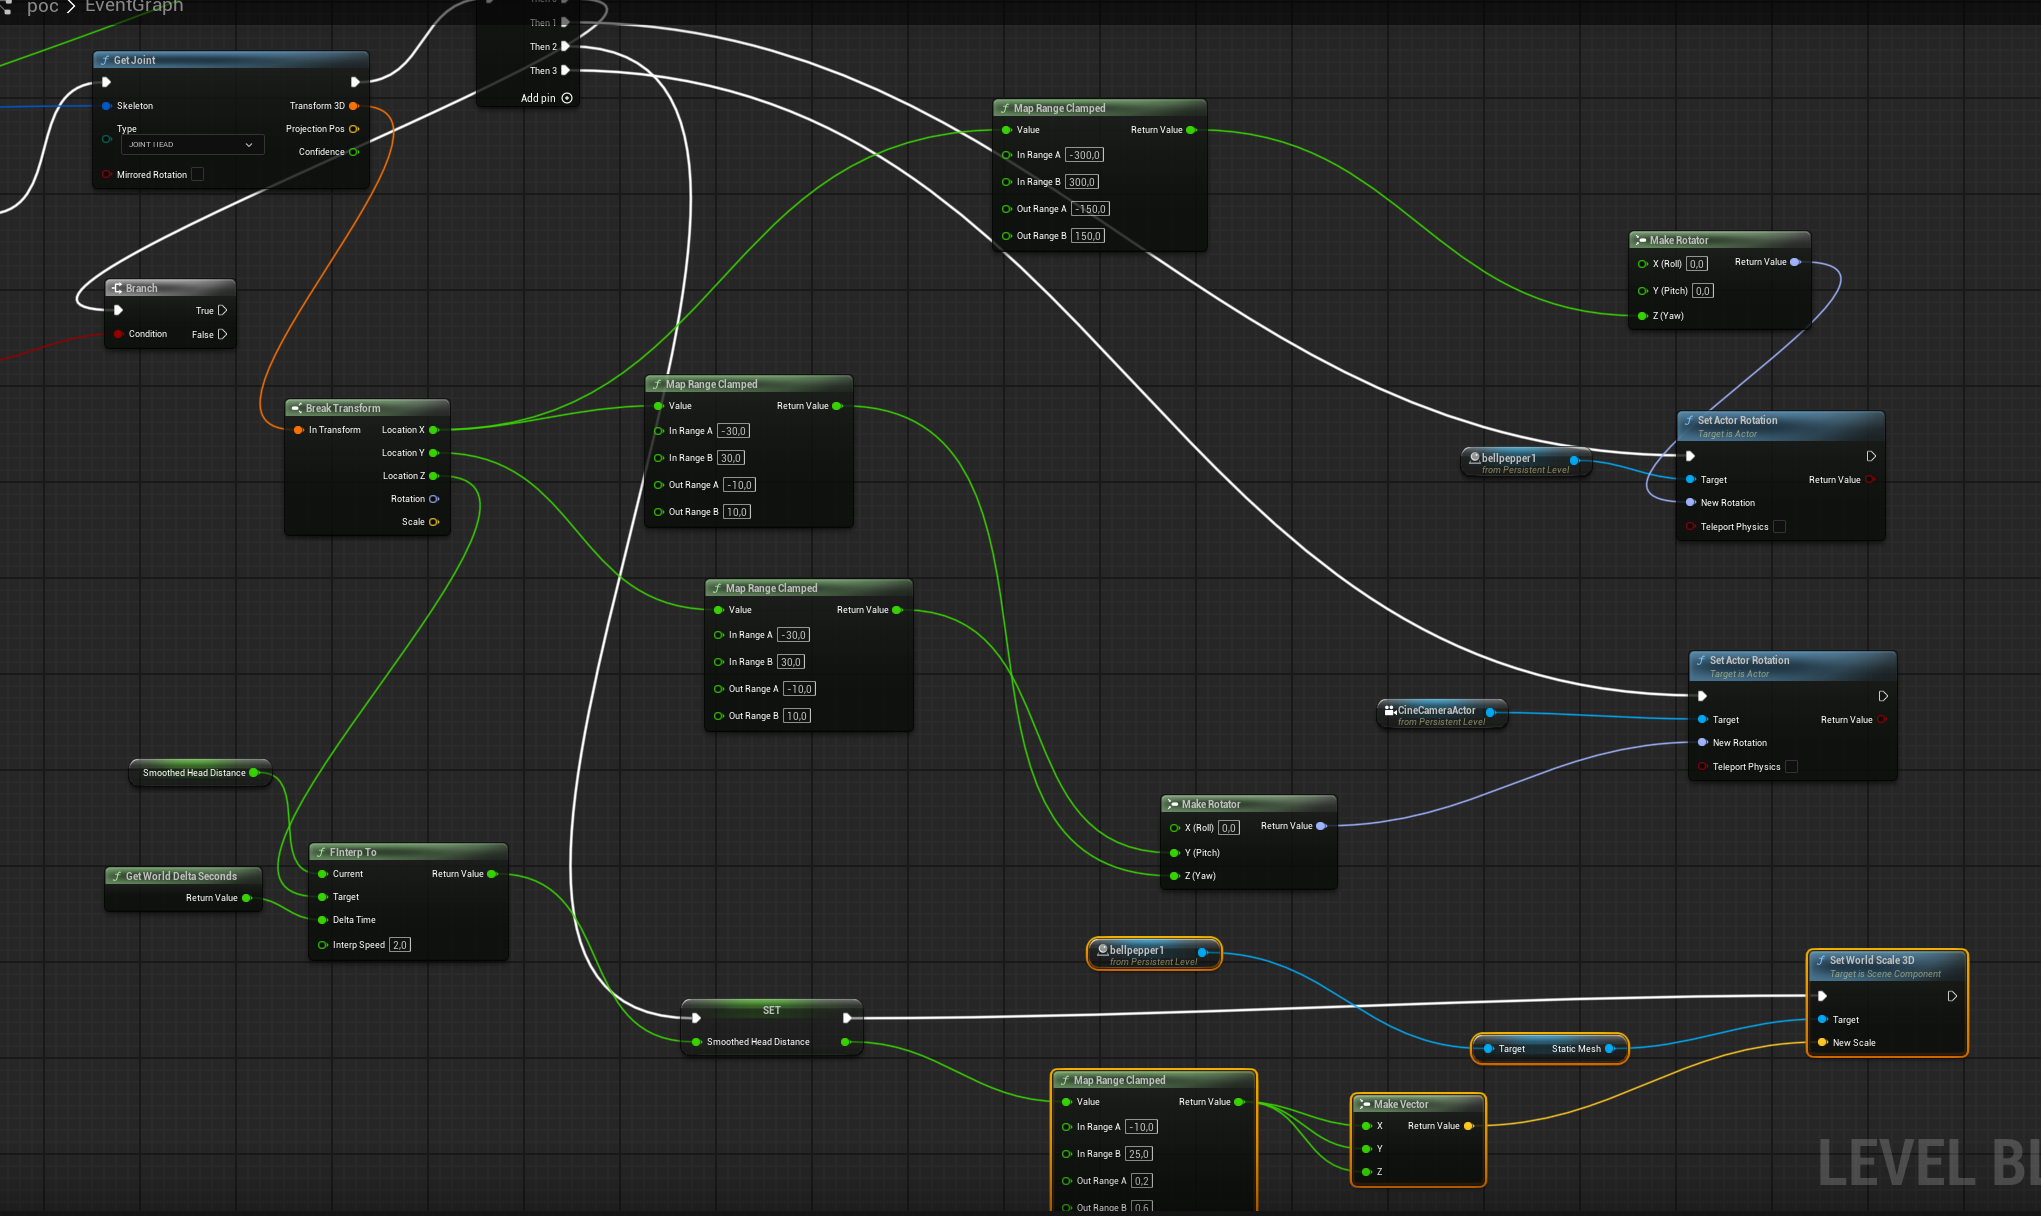 poc > EventGraph
Then 1
Then 2
Then 3
Add pin
Get Joint
Skeleton
Transform 3D
Projection Pos
Type
JOINT HEAD
Confidence
Mirrored Rotation
Branch
True
Condition
False
Map Range Clamped
Value
Return Value
In Range A
-300,0
In Range B
300,0
Out Range A
-150,0
Out Range B
150,0
Make Rotator
X (Roll)
0,0
Return Value
Y (Pitch)
0,0
Z (Yaw)
Break Transform
In Transform
Location X
Location Y
Location Z
Rotation
Scale
Map Range Clamped
Value
Return Value
In Range A
-30,0
In Range B
30,0
Out Range A
-10,0
Out Range B
10,0
bellpepper1
from Persistent Level
Set Actor Rotation
Target is Actor
Target
Return Value
New Rotation
Teleport Physics
Map Range Clamped
Value
Return Value
In Range A
-30,0
In Range B
30,0
Out Range A
-10,0
Out Range B
10,0
CineCameraActor
from Persistent Level
Set Actor Rotation
Target is Actor
Target
Return Value
New Rotation
Teleport Physics
Smoothed Head Distance
Get World Delta Seconds
Return Value
FInterp To
Current
Return Value
Target
Delta Time
Interp Speed
2,0
Make Rotator
X (Roll)
0,0
Return Value
Y (Pitch)
Z (Yaw)
bellpepper1
from Persistent Level
SET
Smoothed Head Distance
Target
Static Mesh
Set World Scale 3D
Target is Scene Component
Target
New Scale
Map Range Clamped
Value
Return Value
In Range A
-10,0
In Range B
25,0
Out Range A
0,2
Out Range B
0,6
Make Vector
X
Return Value
Y
Z
LEVEL BL